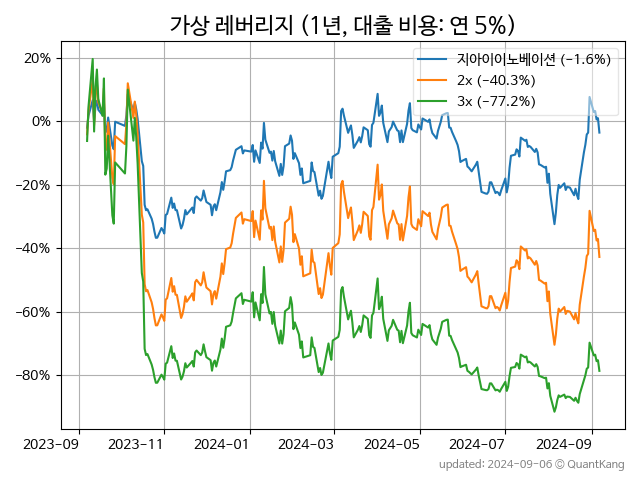 가상 레버리지 (1년, 대출 비용: 연 5%)
지아이이노베이션 (−1.6%)
2x (−40.3%)
3x (−77.2%)
20%
0%
−20%
−40%
−60%
−80%
2023-09
2023-11
2024-01
2024-03
2024-05
2024-07
2024-09
updated: 2024-09-06 © QuantKang